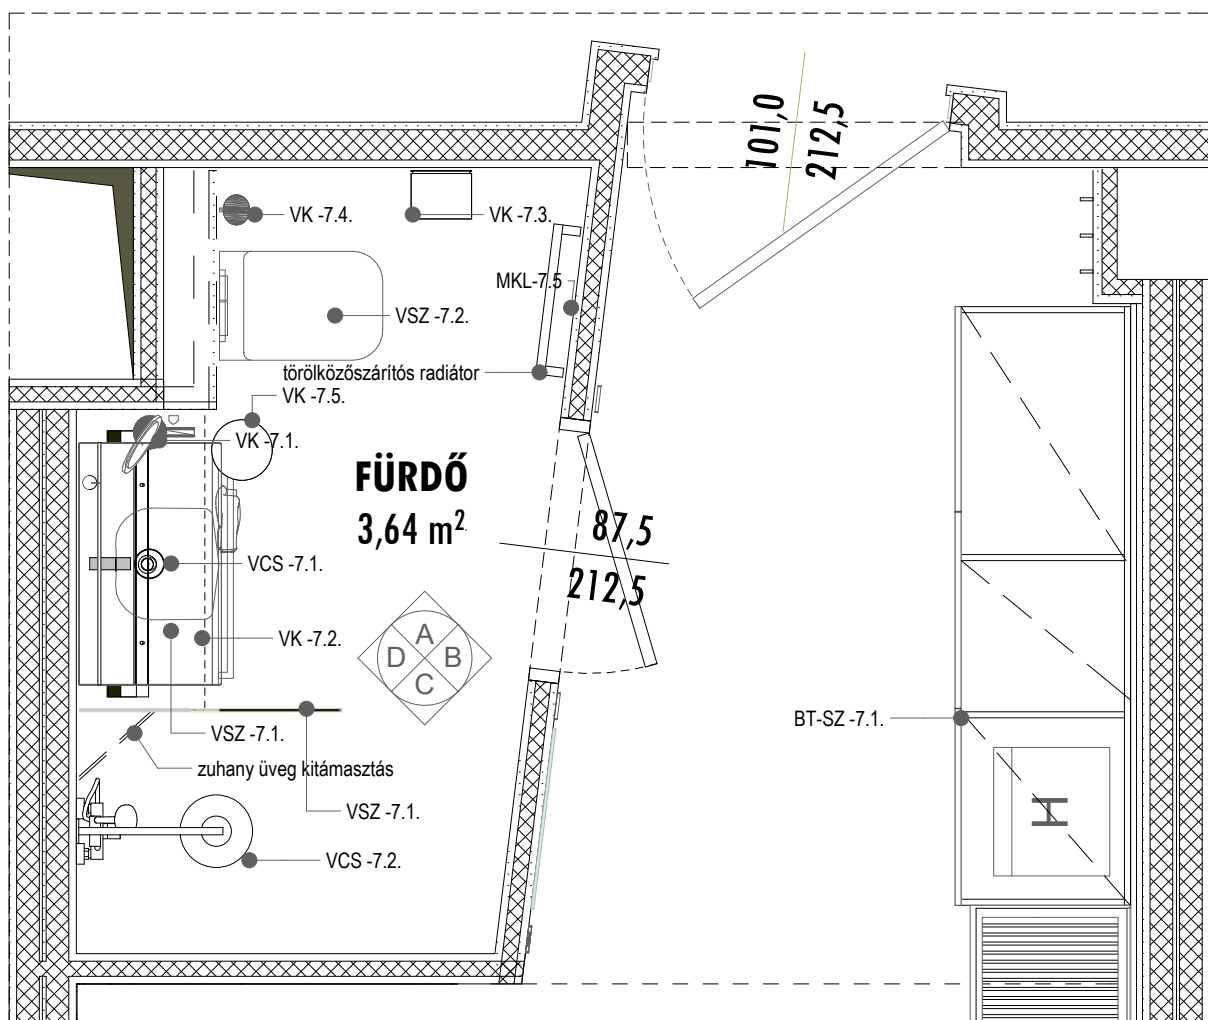 101,0
212,5
VK -7.4.
VK -7.3.
MKL-7.5
VSZ -7.2.
törölközőszárítós radiátor
VK -7.5.
VK -7.1.
FÜRDŐ
3,64 m²
87,5
212,5
VCS -7.1.
VK -7.2.
A
D B
C
VSZ -7.1.
BT-SZ -7.1.
zuhany üveg kitámasztás
VSZ -7.1.
H
VCS -7.2.